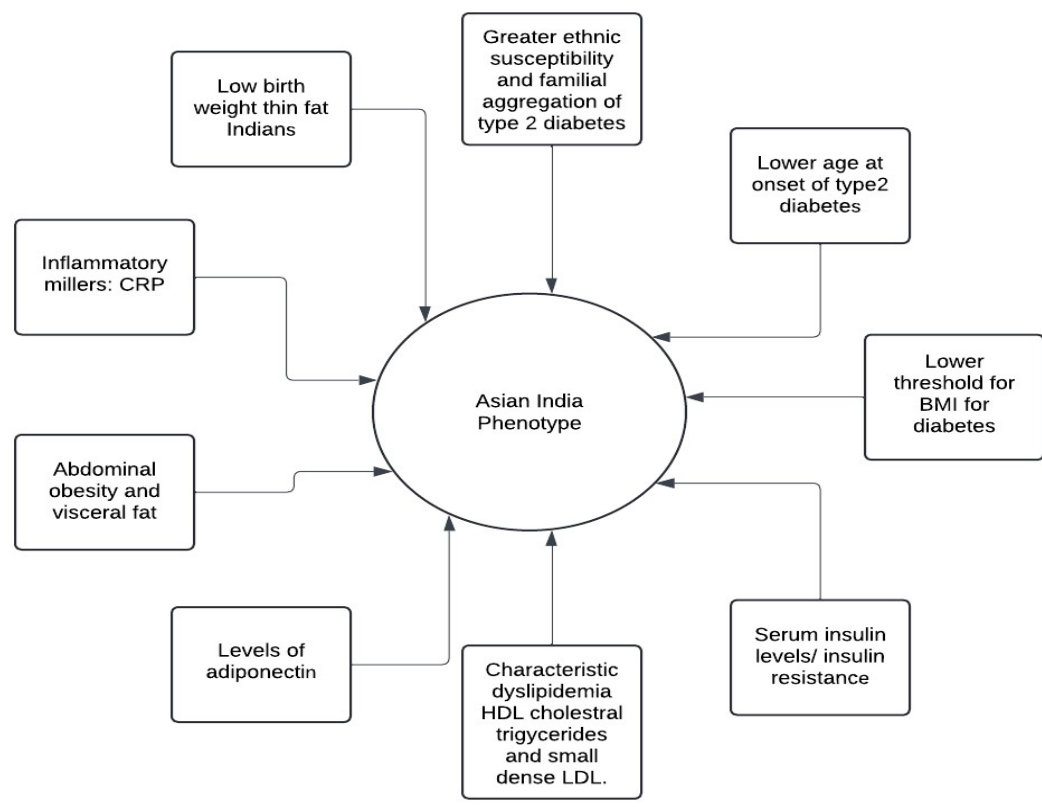 Greater ethnic
susceptibility
and familial
aggregation of
type 2 diabetes
Low birth
weight thin fat
Indians
Lower age at
onset of type2
diabetes
Inflammatory
millers: CRP
Lower
threshold for
BMI for
diabetes
Asian India
Phenotype
Abdominal
obesity and
visceral fat
Levels of
adiponectin
Characteristic
dyslipidemia
HDL cholestral
trigycerides
and small
dense LDL.
Serum insulin
levels/ insulin
resistance